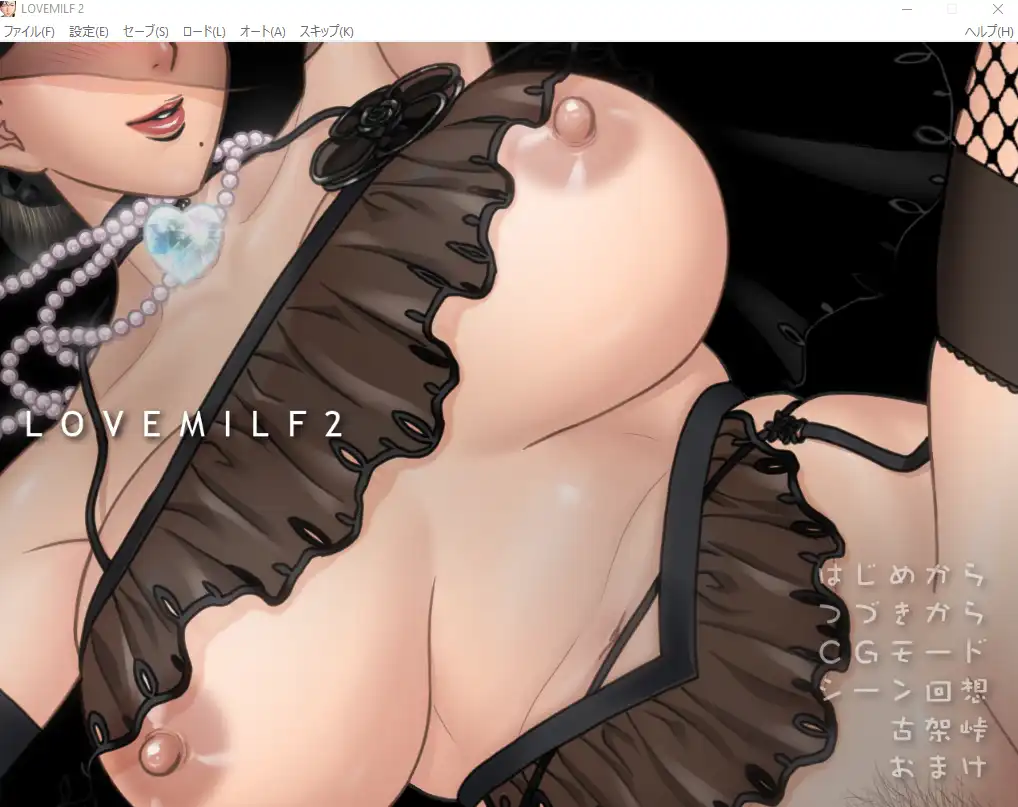 LOVEMILF 2
ファイル(F) 設定(E) セーブ(S) ロード(L) オート(A) スキップ(K) ヘルプ(H)
LOVEMILF2
はじめから
つづきから
CGモード
シーン回想
古架峠
おまけ